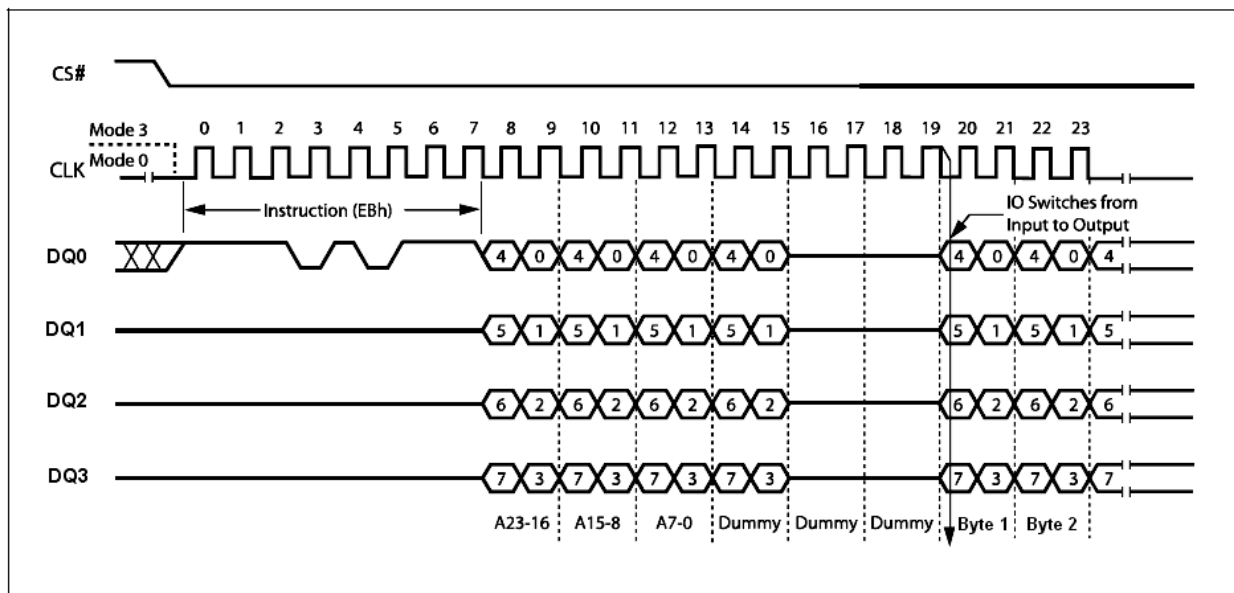 CS#
Mode 3 0 1 2 3 4 5 6 7 8 9 10 11 12 13 14 15 16 17 18 19 20 21 22 23
Mode 0
CLK
Instruction (EBh)
IO Switches from
Input to Output
DQ0 4 0 4 0 4 0 4 0 4 0 4 0 4
DQ1 5 1 5 1 5 1 5 1 5 1 5 1 5
DQ2 6 2 6 2 6 2 6 2 6 2 6 2 6
DQ3 7 3 7 3 7 3 7 3 7 3 7 3 7
A23-16 A15-8 A7-0 Dummy Dummy Dummy Byte 1 Byte 2